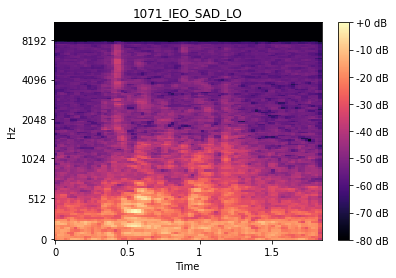 1071_IEO_SAD_LO
8192
4096
2048
1024
512
0
Hz
0
0.5
1
1.5
Time
+0 dB
-10 dB
-20 dB
-30 dB
-40 dB
-50 dB
-60 dB
-70 dB
-80 dB